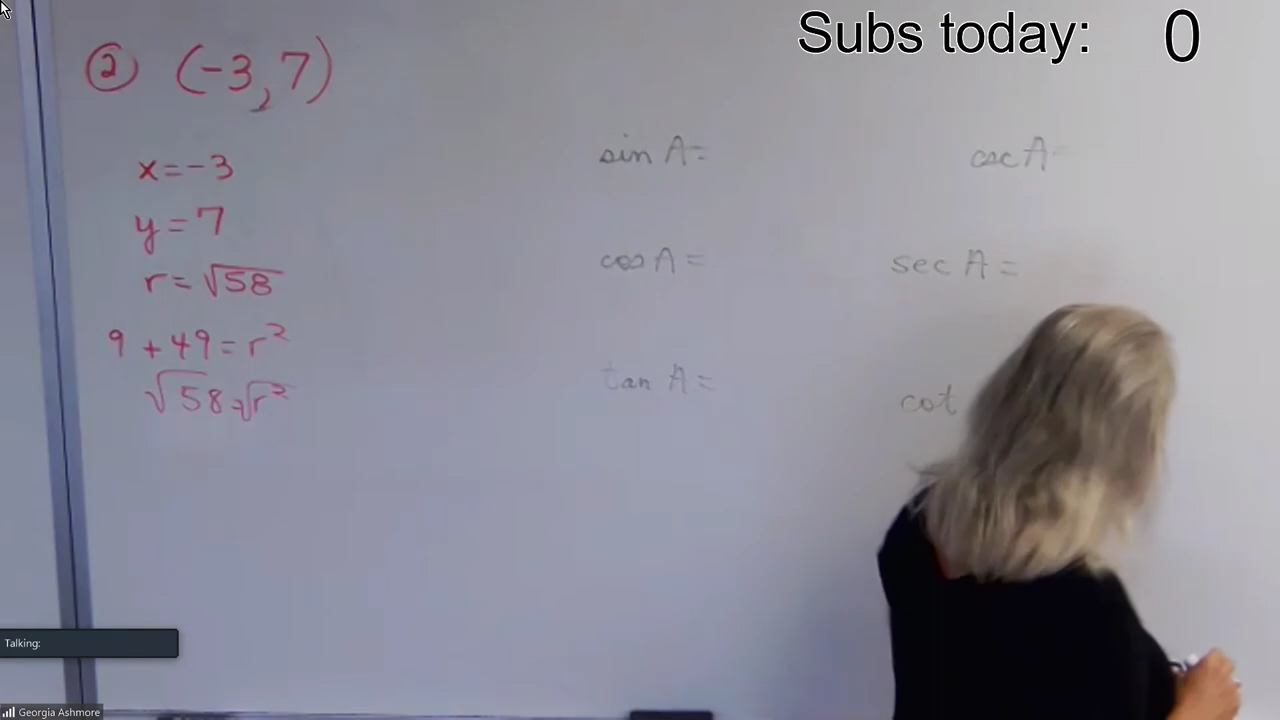 Subs today: 0
② (-3,7)
x=-3
y=7
r=√58
9+49=r²
√58=√r²
sin A=
csc A=
cos A=
sec A=
tan A=
cot
Talking:
Georgia Ashmore